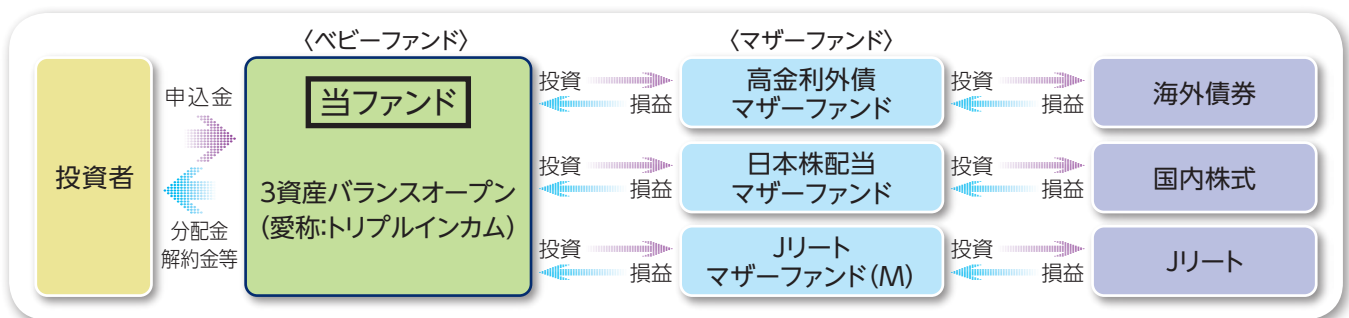 〈ベビーファンド〉
〈マザーファンド〉
投資者
申込金
分配金
解約金等
当ファンド
3資産バランスオープン
(愛称:トリプルインカム)
投資
損益
高金利外債
マザーファンド
投資
損益
海外債券
投資
損益
日本株配当
マザーファンド
投資
損益
国内株式
投資
損益
Jリート
マザーファンド(M)
投資
損益
Jリート